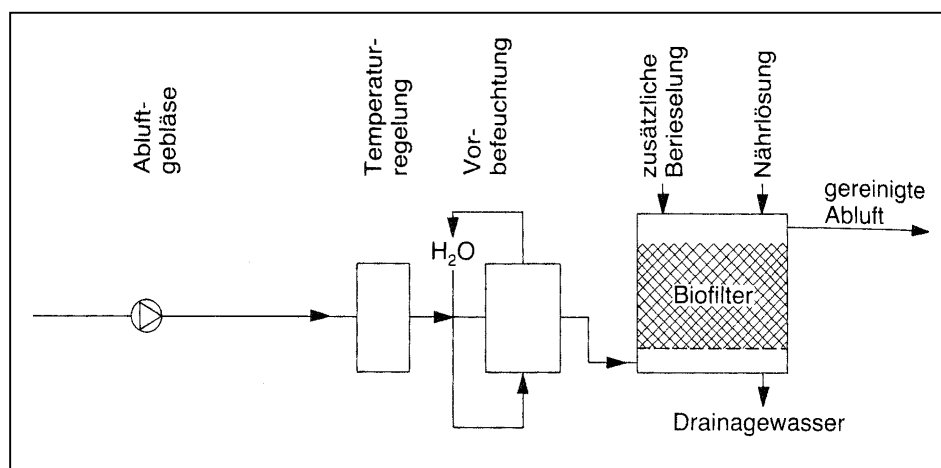 Abluft-
gebläse
Temperatur-
regelung
Vor-
befeuchtung
zusätzliche
Berieselung
Nährlösung
gereinigte
Abluft
H₂O
Biofilter
Drainagewasser